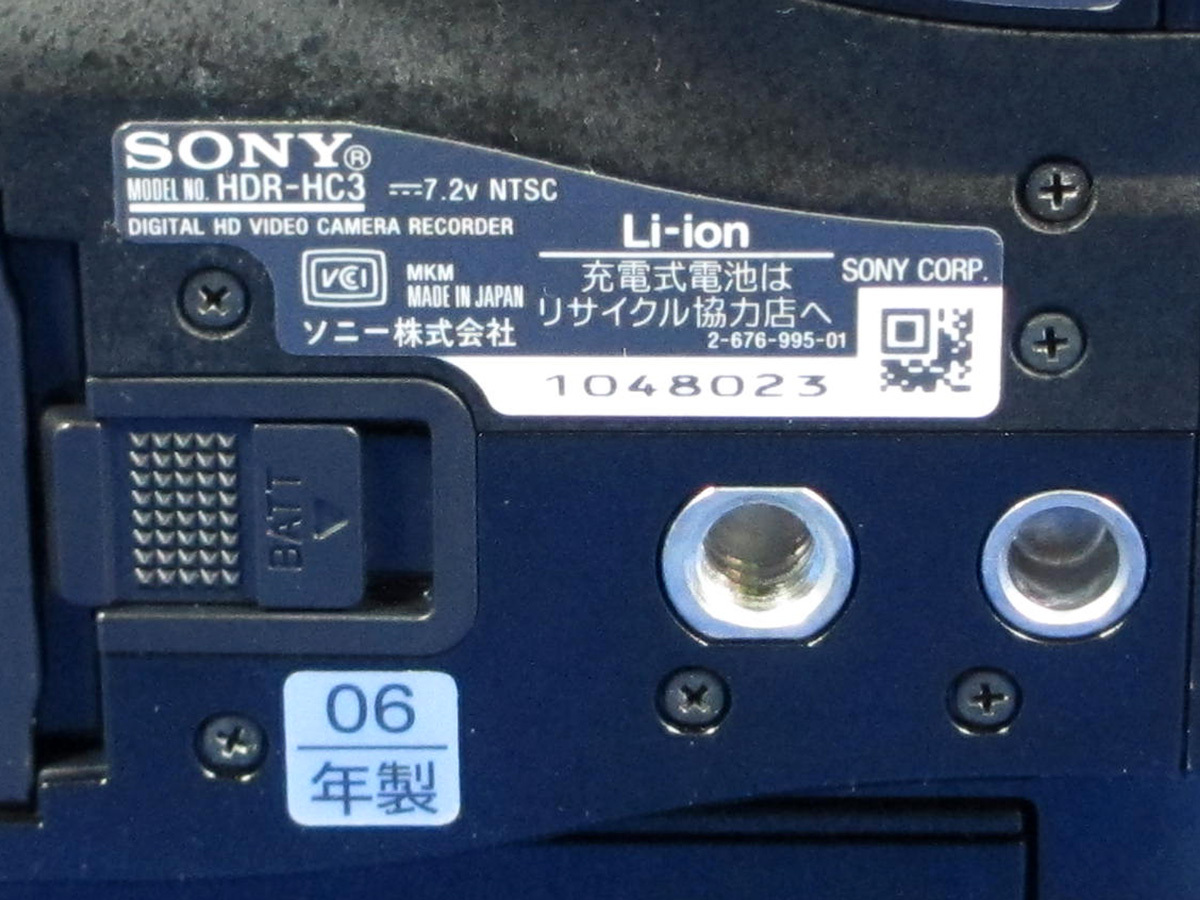 SONY®
MODEL NO. HDR-HC3 ⎓7.2v NTSC
DIGITAL HD VIDEO CAMERA RECORDER
VCCI
MKM
MADE IN JAPAN
ソニー株式会社
Li-ion
充電式電池は
リサイクル協力店へ
2-676-995-01
SONY CORP.
1048023
BATT
06
年製